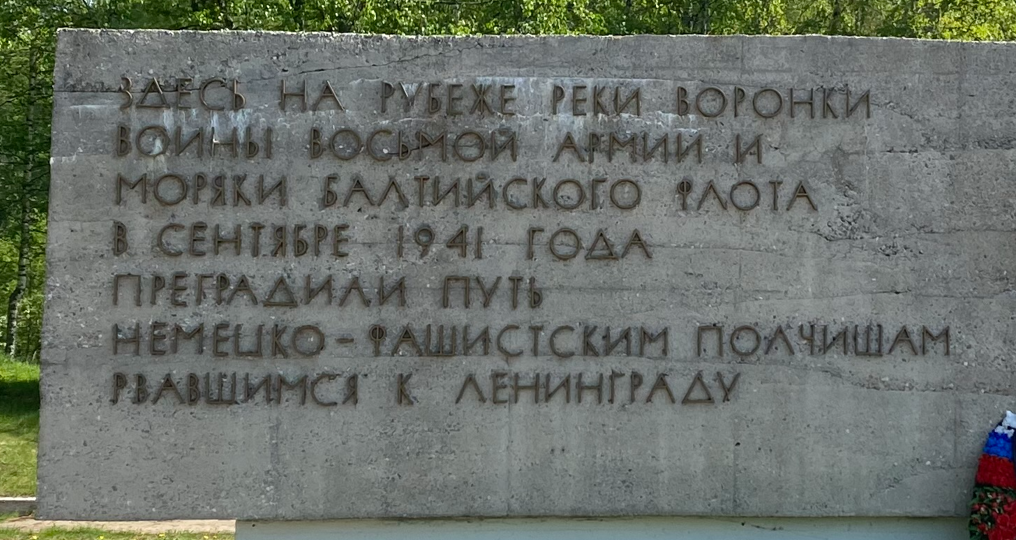 ЗДЕСЬ НА РУБЕЖЕ РЕКИ ВОРОНКИ
ВОИНЫ ВОСЬМОЙ АРМИИ И
МОРЯКИ БАЛТИЙСКОГО ФЛОТА
В СЕНТЯБРЕ 1941 ГОДА
ПРЕГРАДИЛИ ПУТЬ
НЕМЕЦКО-ФАШИСТСКИМ ПОЛЧИЩАМ
РВАВШИМСЯ К ЛЕНИНГРАДУ